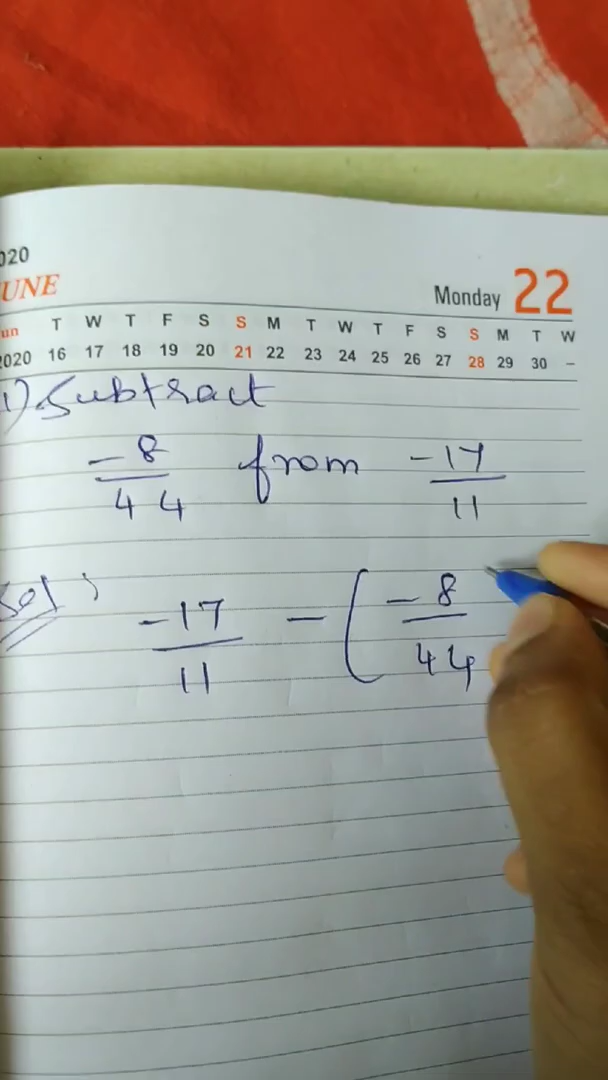 020
UNE
Monday 22
un T W T F S S M T W T F S S M T W
2020 16 17 18 19 20 21 22 23 24 25 26 27 28 29 30 –
1) Subtract
-8/44 from -17/11
Sol;
-17/11 - ( -8/44